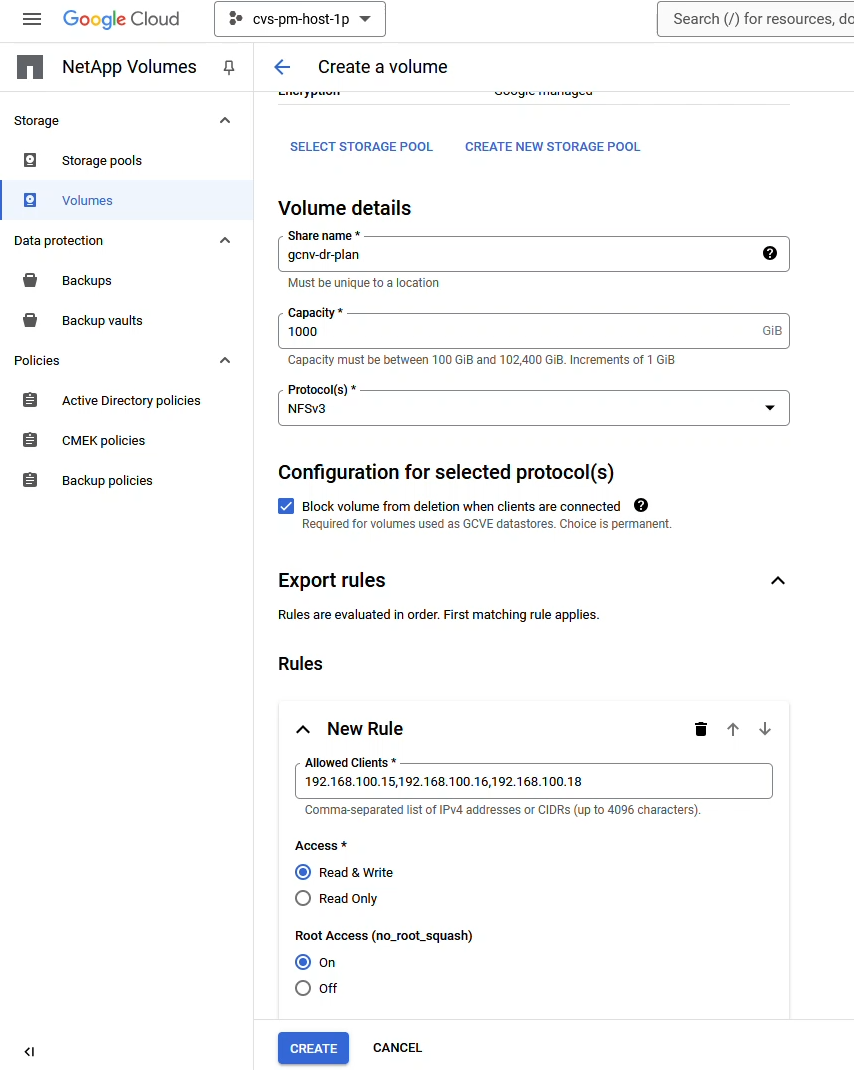 Google Cloud
cvs-pm-host-1p
Search (/) for resources, do
NetApp Volumes
Create a volume
Storage
Storage pools
Volumes
Data protection
Backups
Backup vaults
Policies
Active Directory policies
CMEK policies
Backup policies
Encryption Google managed
SELECT STORAGE POOL CREATE NEW STORAGE POOL
Volume details
Share name *
gcnv-dr-plan
Must be unique to a location
Capacity *
1000 GiB
Capacity must be between 100 GiB and 102,400 GiB. Increments of 1 GiB
Protocol(s) *
NFSv3
Configuration for selected protocol(s)
Block volume from deletion when clients are connected
Required for volumes used as GCVE datastores. Choice is permanent.
Export rules
Rules are evaluated in order. First matching rule applies.
Rules
New Rule
Allowed Clients *
192.168.100.15,192.168.100.16,192.168.100.18
Comma-separated list of IPv4 addresses or CIDRs (up to 4096 characters).
Access *
Read & Write
Read Only
Root Access (no_root_squash)
On
Off
CREATE CANCEL